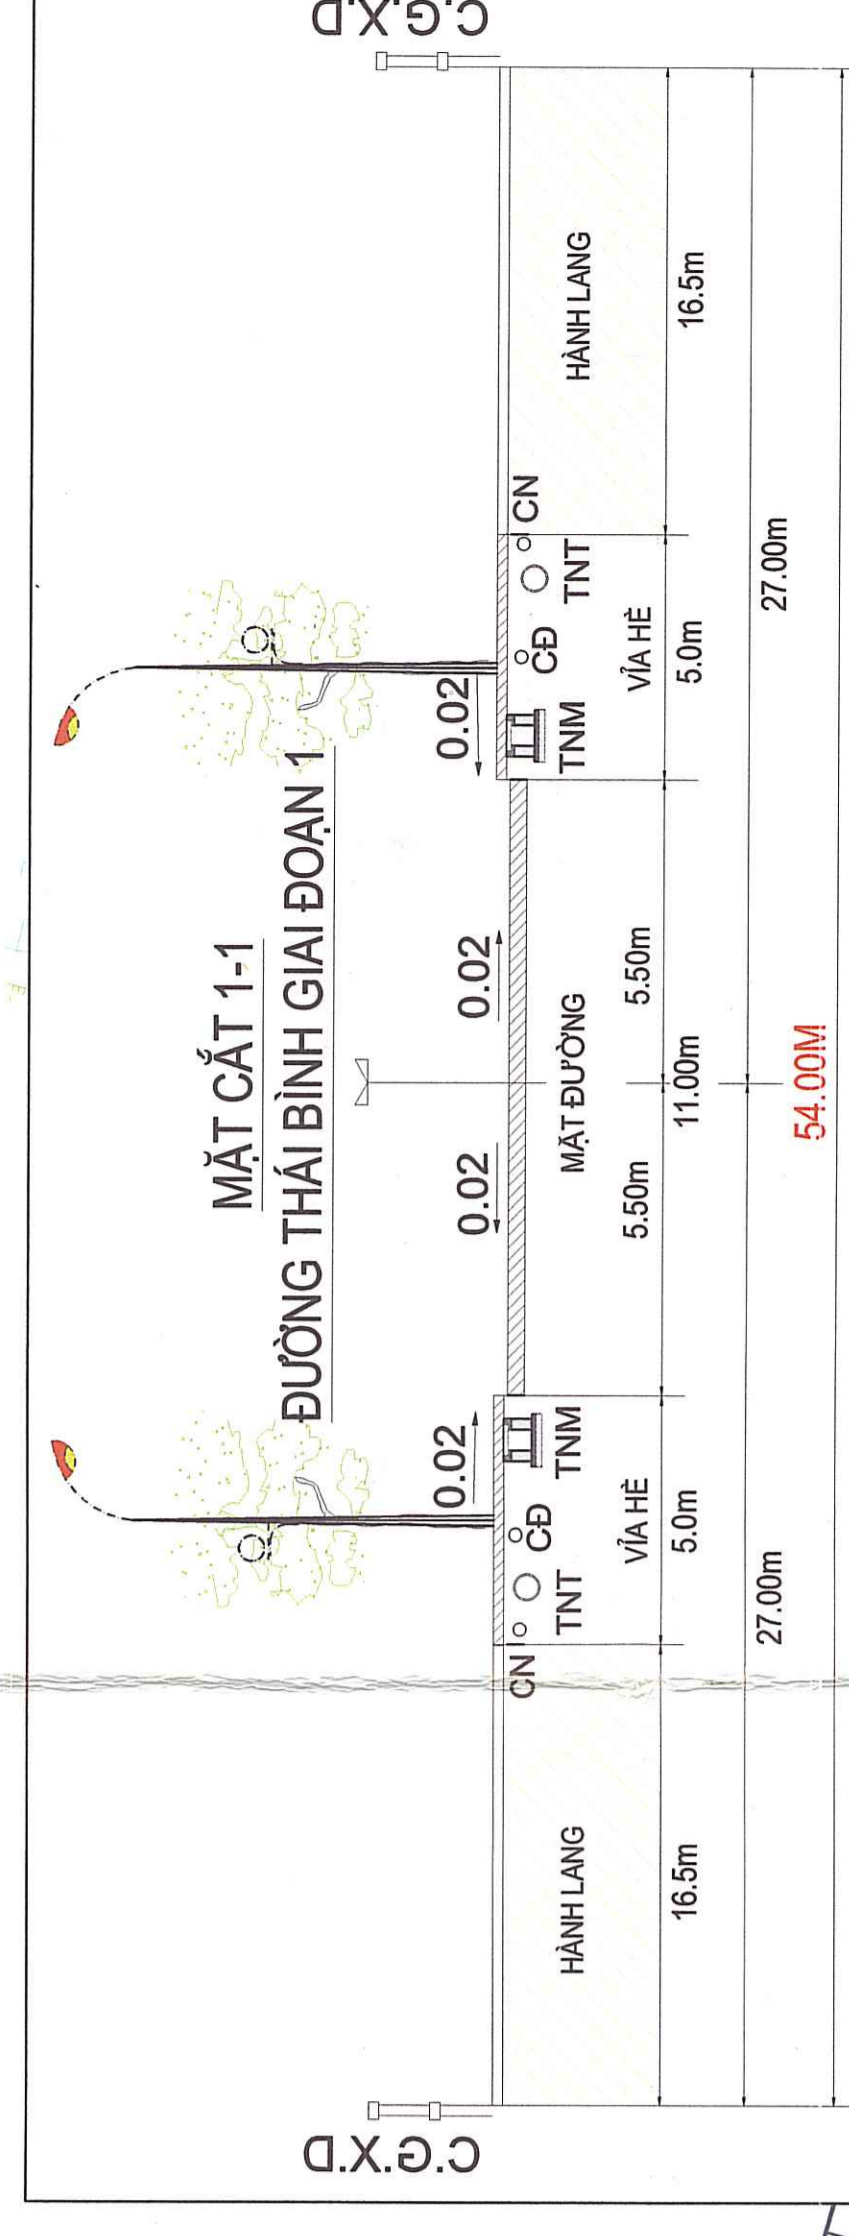 MẶT CẮT 1-1
ĐƯỜNG THÁI BÌNH GIAI ĐOẠN 1
C.G.X.D
C.G.X.D
0.02
0.02
0.02
0.02
CN
TNT
CĐ
TNM
TNM
CĐ
TNT
CN
HÀNH LANG
VỈA HÈ
MẶT ĐƯỜNG
VỈA HÈ
HÀNH LANG
16.5m
5.0m
5.50m
5.50m
5.0m
16.5m
11.00m
27.00m
27.00m
54.00M